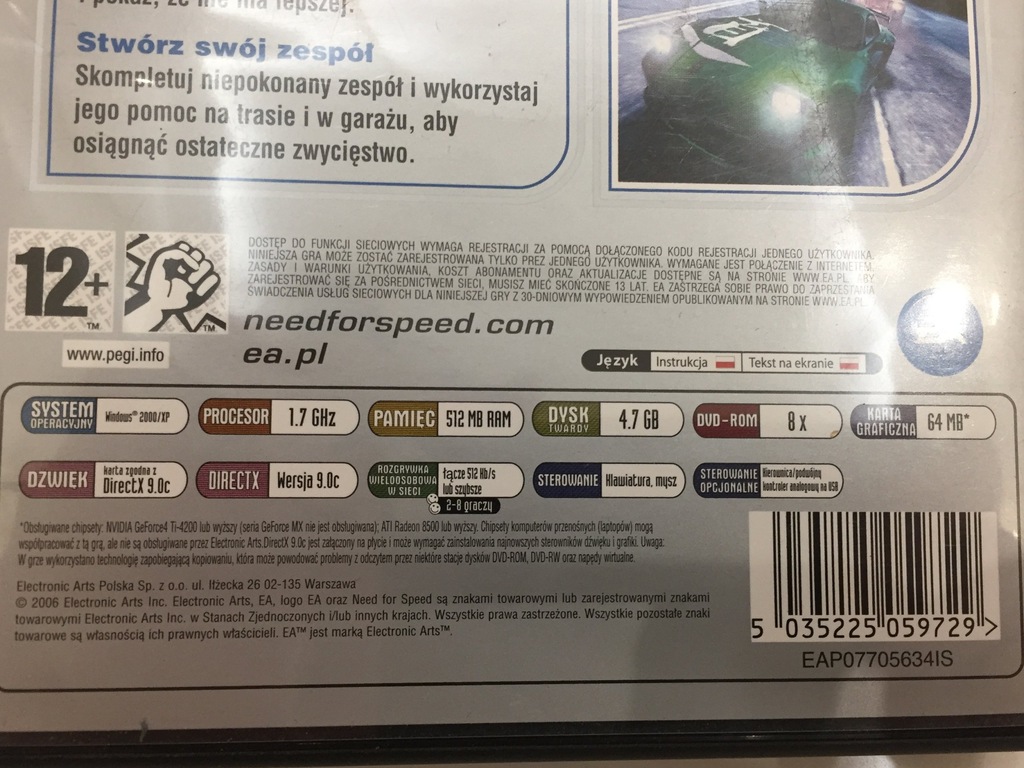 i pokaż, że nie ma lepszej.
Stwórz swój zespół
Skompletuj niepokonany zespół i wykorzystaj
jego pomoc na trasie i w garażu, aby
osiągnąć ostateczne zwycięstwo.
12+
TM
TM
www.pegi.info
DOSTĘP DO FUNKCJI SIECIOWYCH WYMAGA REJESTRACJI ZA POMOCĄ DOŁĄCZONEGO KODU REJESTRACJI JEDNEGO UŻYTKOWNIKA.
NINIEJSZA GRA MOŻE ZOSTAĆ ZAREJESTROWANA TYLKO PRZEZ JEDNEGO UŻYTKOWNIKA. WYMAGANE JEST POŁĄCZENIE Z INTERNETEM.
ZASADY I WARUNKI UŻYTKOWANIA, KOSZT ABONAMENTU ORAZ AKTUALIZACJE DOSTĘPNE SĄ NA STRONIE WWW.EA.PL. ABY
ZAREJESTROWAĆ SIĘ ZA POŚREDNICTWEM SIECI, MUSISZ MIEĆ SKOŃCZONE 13 LAT. EA ZASTRZEGA SOBIE PRAWO DO ZAPRZESTANIA
ŚWIADCZENIA USŁUG SIECIOWYCH DLA NINIEJSZEJ GRY Z 30-DNIOWYM WYPOWIEDZENIEM OPUBLIKOWANYM NA STRONIE WWW.EA.PL.
needforspeed.com
ea.pl
Język Instrukcja Tekst na ekranie
SYSTEM OPERACYJNY Windows® 2000/XP
PROCESOR 1.7 GHz
PAMIĘĆ 512 MB RAM
DYSK TWARDY 4.7 GB
DVD-ROM 8 X
KARTA GRAFICZNA 64 MB*
DŹWIĘK karta zgodna z DirectX 9.0c
DIRECTX Wersja 9.0c
ROZGRYWKA WIELOOSOBOWA W SIECI łącze 512 Kb/s lub szybsze
2-8 graczy
STEROWANIE Klawiatura, mysz
STEROWANIE OPCJONALNE Kierownica/podwójny kontroler analogowy na USB
*Obsługiwane chipsety: NVIDIA GeForce4 Ti-4200 lub wyższy (seria GeForce MX nie jest obsługiwana); ATI Radeon 8500 lub wyższy. Chipsety komputerów przenośnych (laptopów) mogą
współpracować z tą grą, ale nie są obsługiwane przez Electronic Arts.DirectX 9.0c jest załączony na płycie i może wymagać zainstalowania najnowszych sterowników dźwięku i grafiki. Uwaga:
W grze wykorzystano technologię zapobiegającą kopiowaniu, która może powodować problemy z odczytem przez niektóre stacje dysków DVD-ROM, DVD-RW oraz napędy wirtualne.
Electronic Arts Polska Sp. z o.o. ul. Iłżecka 26 02-135 Warszawa
© 2006 Electronic Arts Inc. Electronic Arts, EA, logo EA oraz Need for Speed są znakami towarowymi lub zarejestrowanymi znakami
towarowymi Electronic Arts Inc. w Stanach Zjednoczonych i/lub innych krajach. Wszystkie prawa zastrzeżone. Wszystkie pozostałe znaki
towarowe są własnością ich prawnych właścicieli. EA™ jest marką Electronic Arts™.
5 035225 059729 >
EAP07705634IS